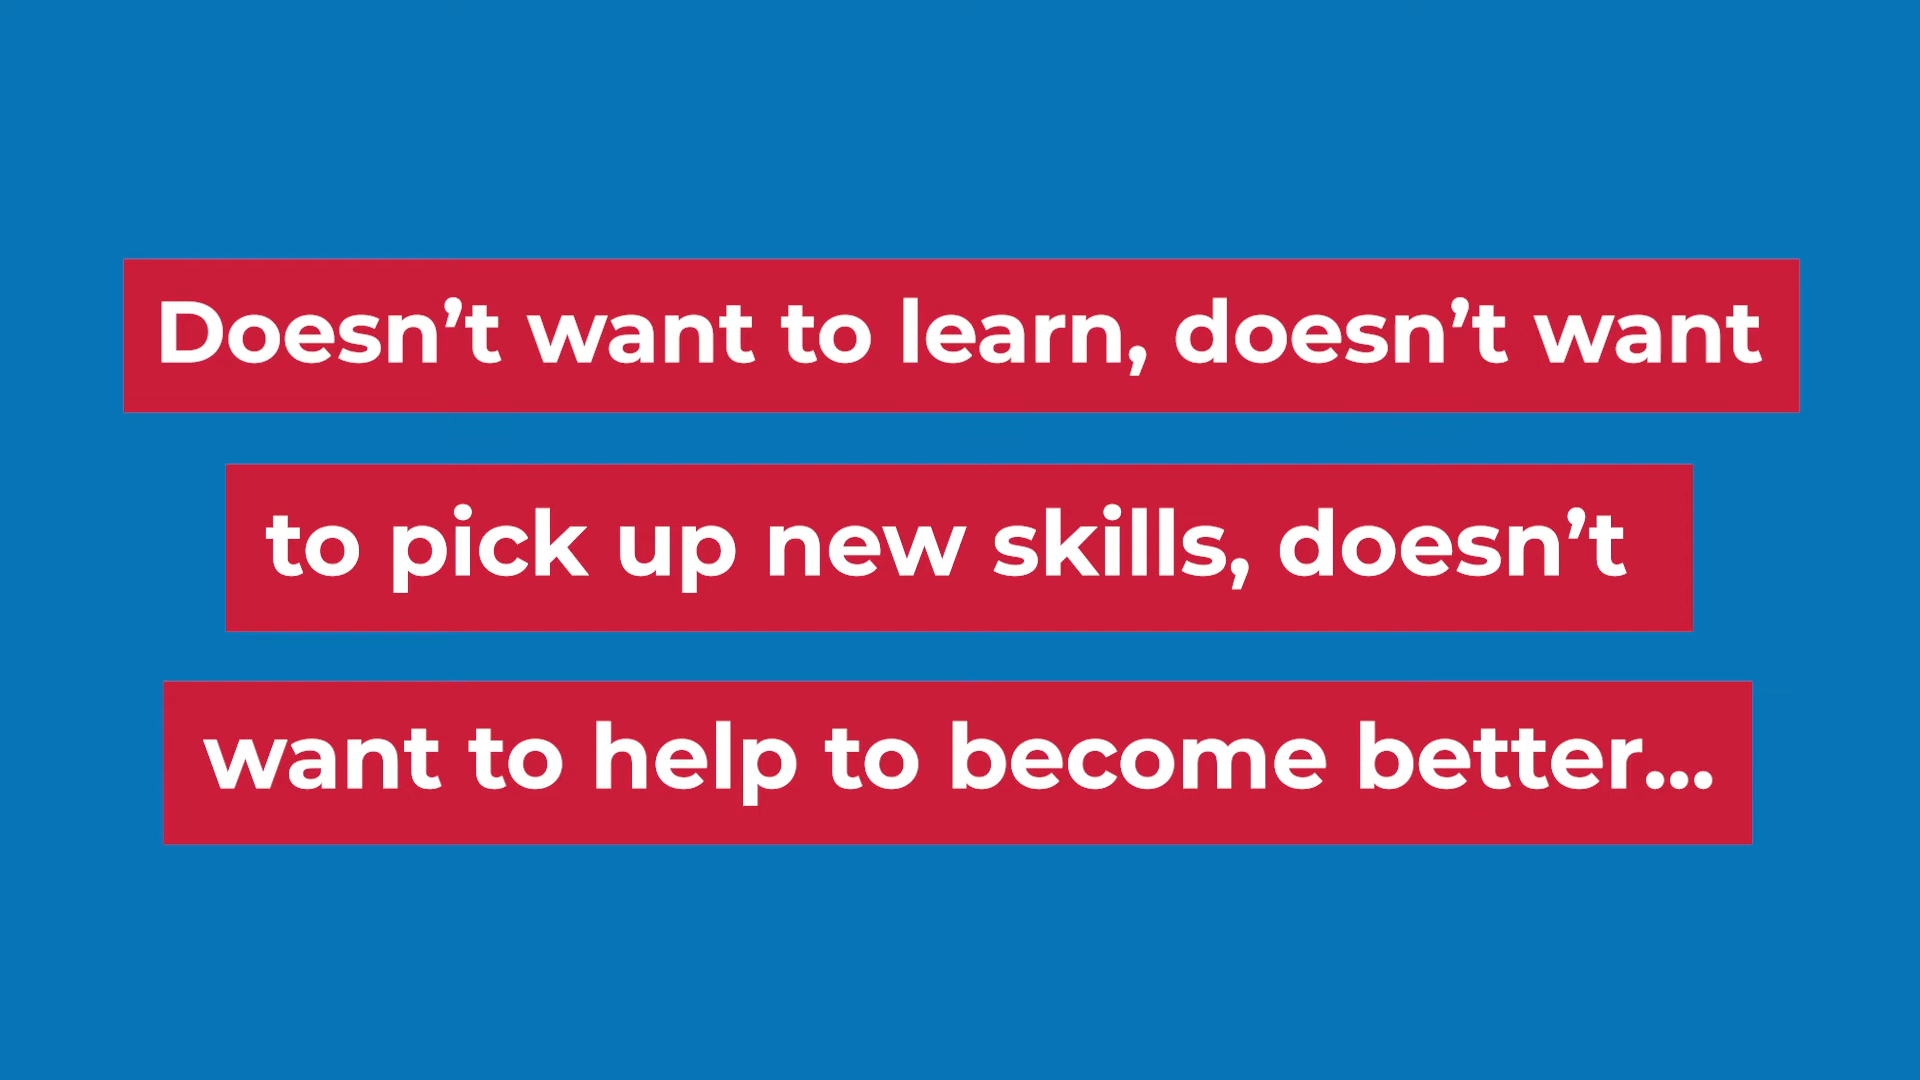 Doesn’t want to learn, doesn’t want
to pick up new skills, doesn’t
want to help to become better...